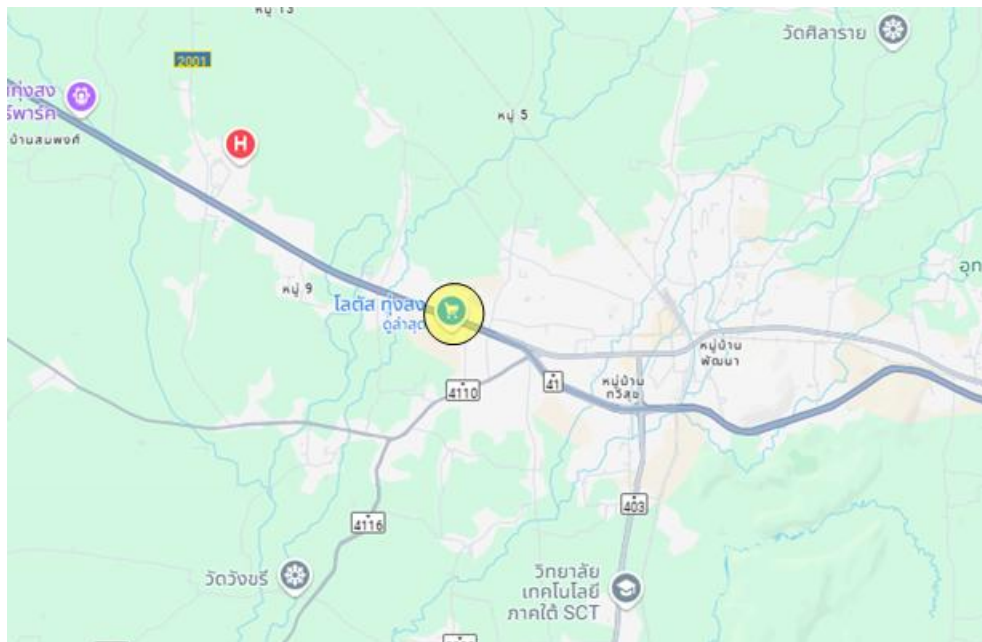 หมู่ 13
วัดศิลาราย
2001
ทุ่งสง
ร์พาร์ค
บ้านสมพงศ์
H
หมู่ 5
อุท
หมู่ 9
โลตัส ทุ่งสง
ดูล่าสุด
หมู่บ้าน
พัฒนา
4110
41
หมู่บ้าน
ทวีสุข
403
4116
วัดวังขรี
วิทยาลัย
เทคโนโลยี
ภาคใต้ SCT